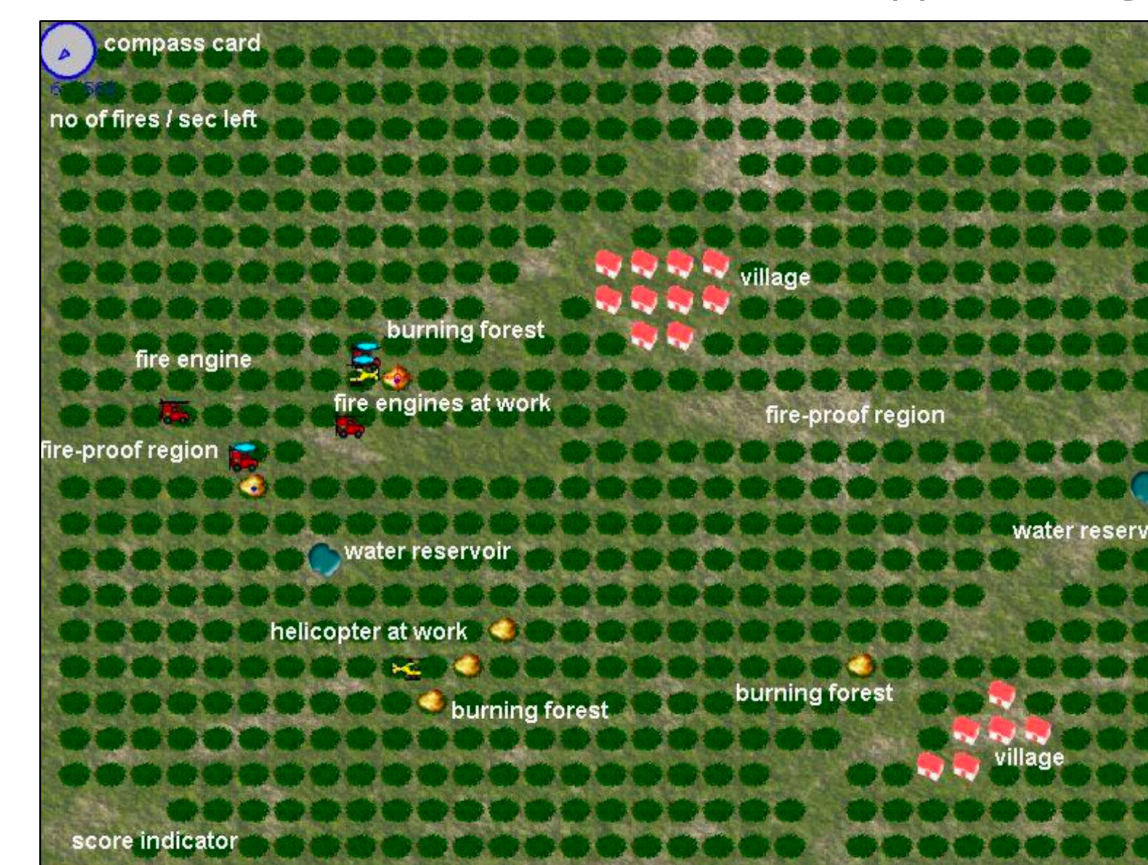 compass card
no of fires / sec left
village
burning forest
fire engine
fire engines at work
fire-proof region
fire-proof region
water reserv
water reservoir
helicopter at work
burning forest
burning forest
village
score indicator